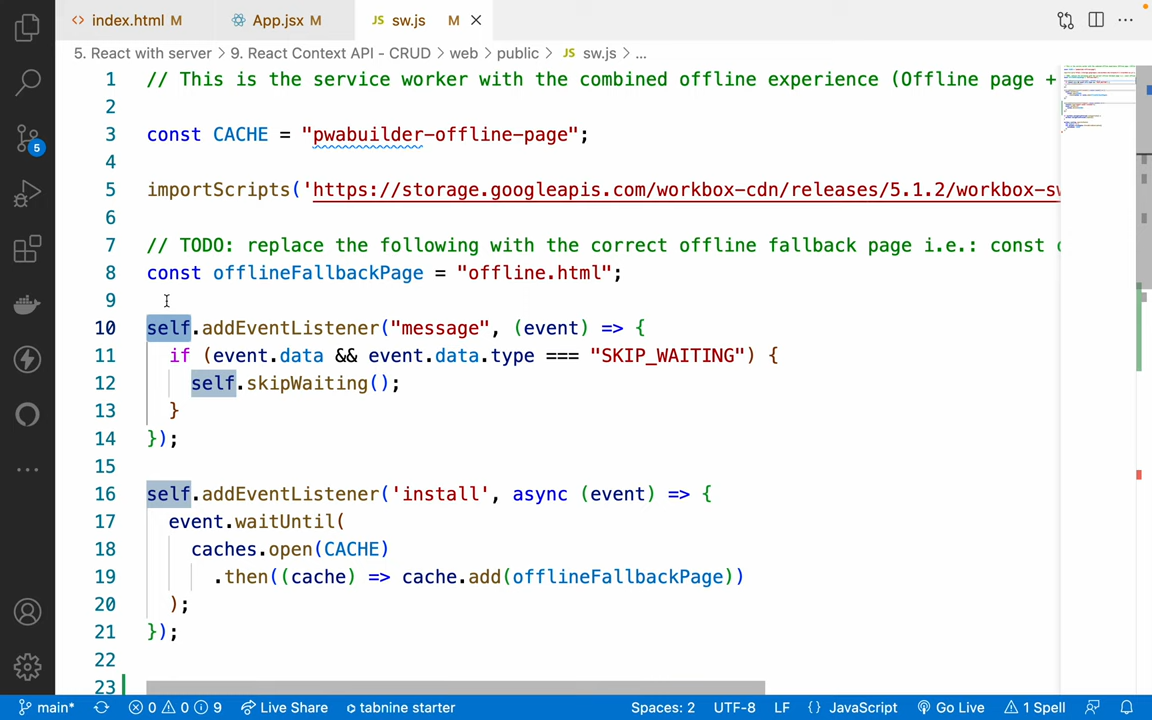 index.html M
App.jsx M
JS sw.js M
5. React with server > 9. React Context API - CRUD > web > public > JS sw.js > ...
1 // This is the service worker with the combined offline experience (Offline page +
2
3 const CACHE = "pwabuilder-offline-page";
4
5 importScripts('https://storage.googleapis.com/workbox-cdn/releases/5.1.2/workbox-sw
6
7 // TODO: replace the following with the correct offline fallback page i.e.: const o
8 const offlineFallbackPage = "offline.html";
9
10 self.addEventListener("message", (event) => {
11 if (event.data && event.data.type === "SKIP_WAITING") {
12 self.skipWaiting();
13 }
14 });
15
16 self.addEventListener('install', async (event) => {
17 event.waitUntil(
18 caches.open(CACHE)
19 .then((cache) => cache.add(offlineFallbackPage))
20 );
21 });
22
23
5
main* 0 0 9 Live Share tabnine starter Spaces: 2 UTF-8 LF {} JavaScript Go Live 1 Spell